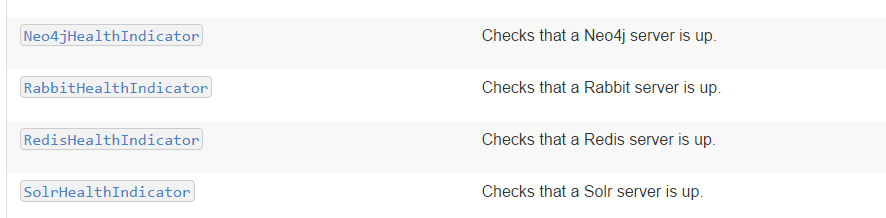 Neo4jHealthIndicator Checks that a Neo4j server is up.
RabbitHealthIndicator Checks that a Rabbit server is up.
RedisHealthIndicator Checks that a Redis server is up.
SolrHealthIndicator Checks that a Solr server is up.